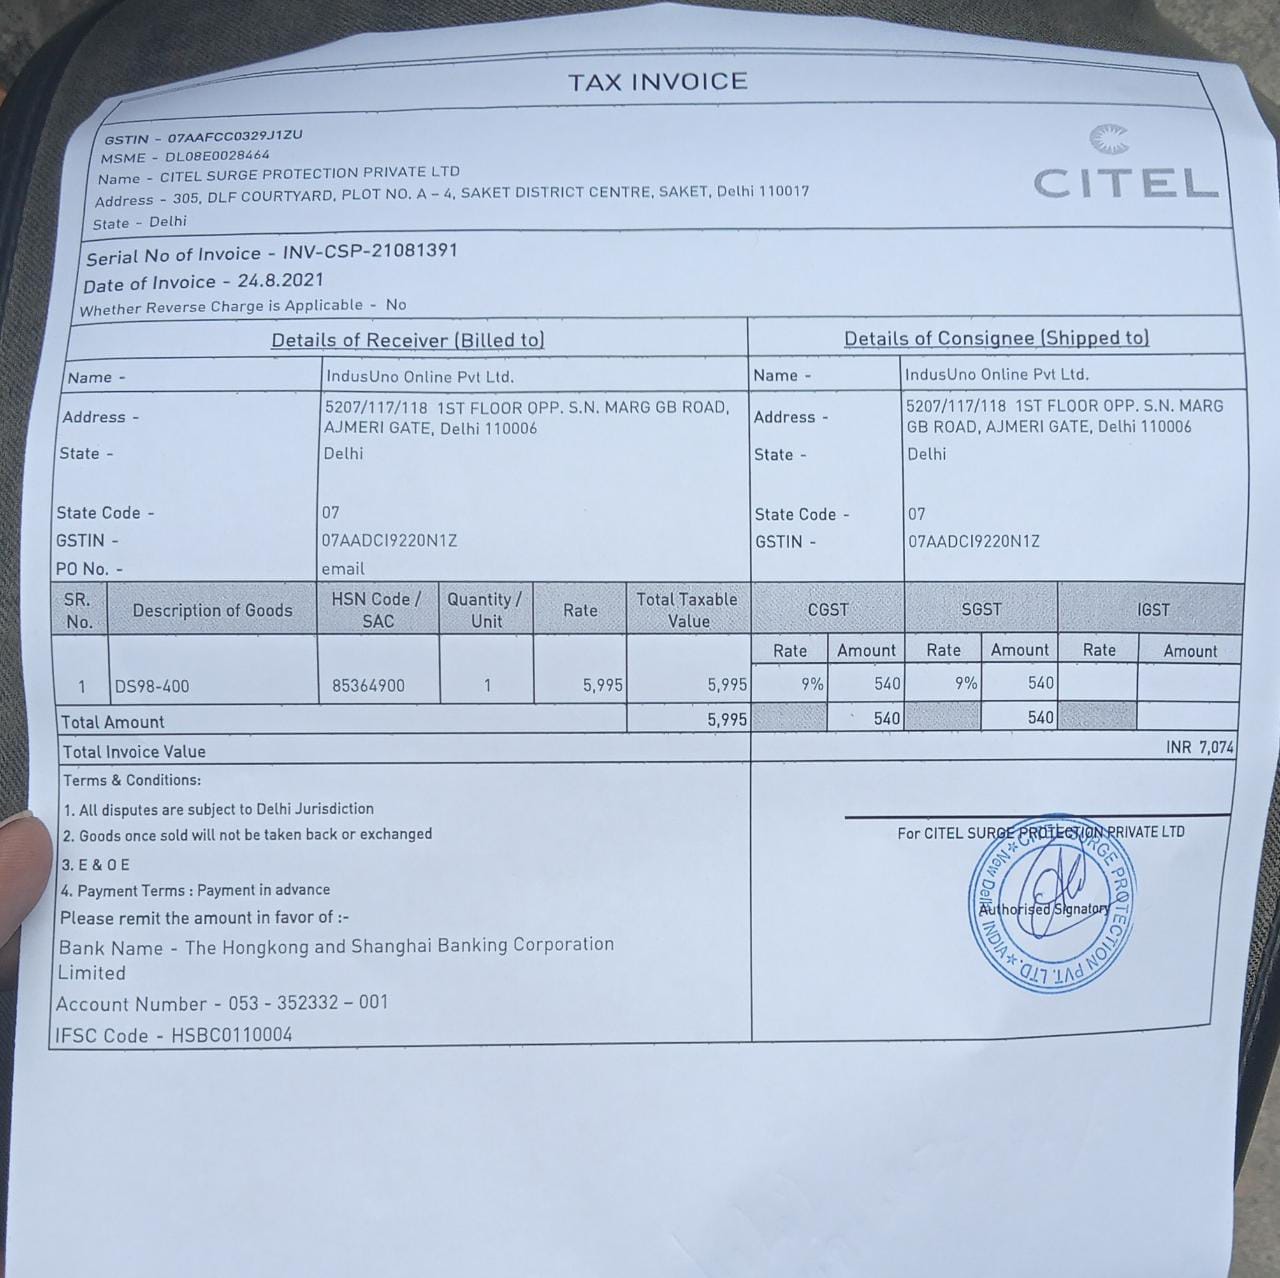 TAX INVOICE
GSTIN - 07AAFCC0329J1ZU
MSME - DL08E0028464
Name - CITEL SURGE PROTECTION PRIVATE LTD
Address - 305, DLF COURTYARD, PLOT NO. A – 4, SAKET DISTRICT CENTRE, SAKET, Delhi 110017
State - Delhi
CITEL
Serial No of Invoice - INV-CSP-21081391
Date of Invoice - 24.8.2021
Whether Reverse Charge is Applicable - No
Details of Receiver (Billed to) Details of Consignee (Shipped to)
Name - IndusUno Online Pvt Ltd. Name - IndusUno Online Pvt Ltd.
Address - 5207/117/118 1ST FLOOR OPP. S.N. MARG GB ROAD, Address - 5207/117/118 1ST FLOOR OPP. S.N. MARG
AJMERI GATE, Delhi 110006 GB ROAD, AJMERI GATE, Delhi 110006
State - Delhi State - Delhi
State Code - 07 State Code - 07
GSTIN - 07AADCI9220N1Z GSTIN - 07AADCI9220N1Z
PO No. - email
SR. No. Description of Goods HSN Code / SAC Quantity / Unit Rate Total Taxable Value CGST SGST IGST
Rate Amount Rate Amount Rate Amount
1 DS98-400 85364900 1 5,995 5,995 9% 540 9% 540
Total Amount 5,995 540 540
Total Invoice Value INR 7,074
Terms & Conditions:
1. All disputes are subject to Delhi Jurisdiction
2. Goods once sold will not be taken back or exchanged
3. E & O E
4. Payment Terms : Payment in advance
Please remit the amount in favor of :-
Bank Name - The Hongkong and Shanghai Banking Corporation
Limited
Account Number - 053 - 352332 – 001
IFSC Code - HSBC0110004
For CITEL SURGE PROTECTION PRIVATE LTD
Authorised Signatory
CITEL SURGE PROTECTION PVT. LTD. * New Delhi INDIA *